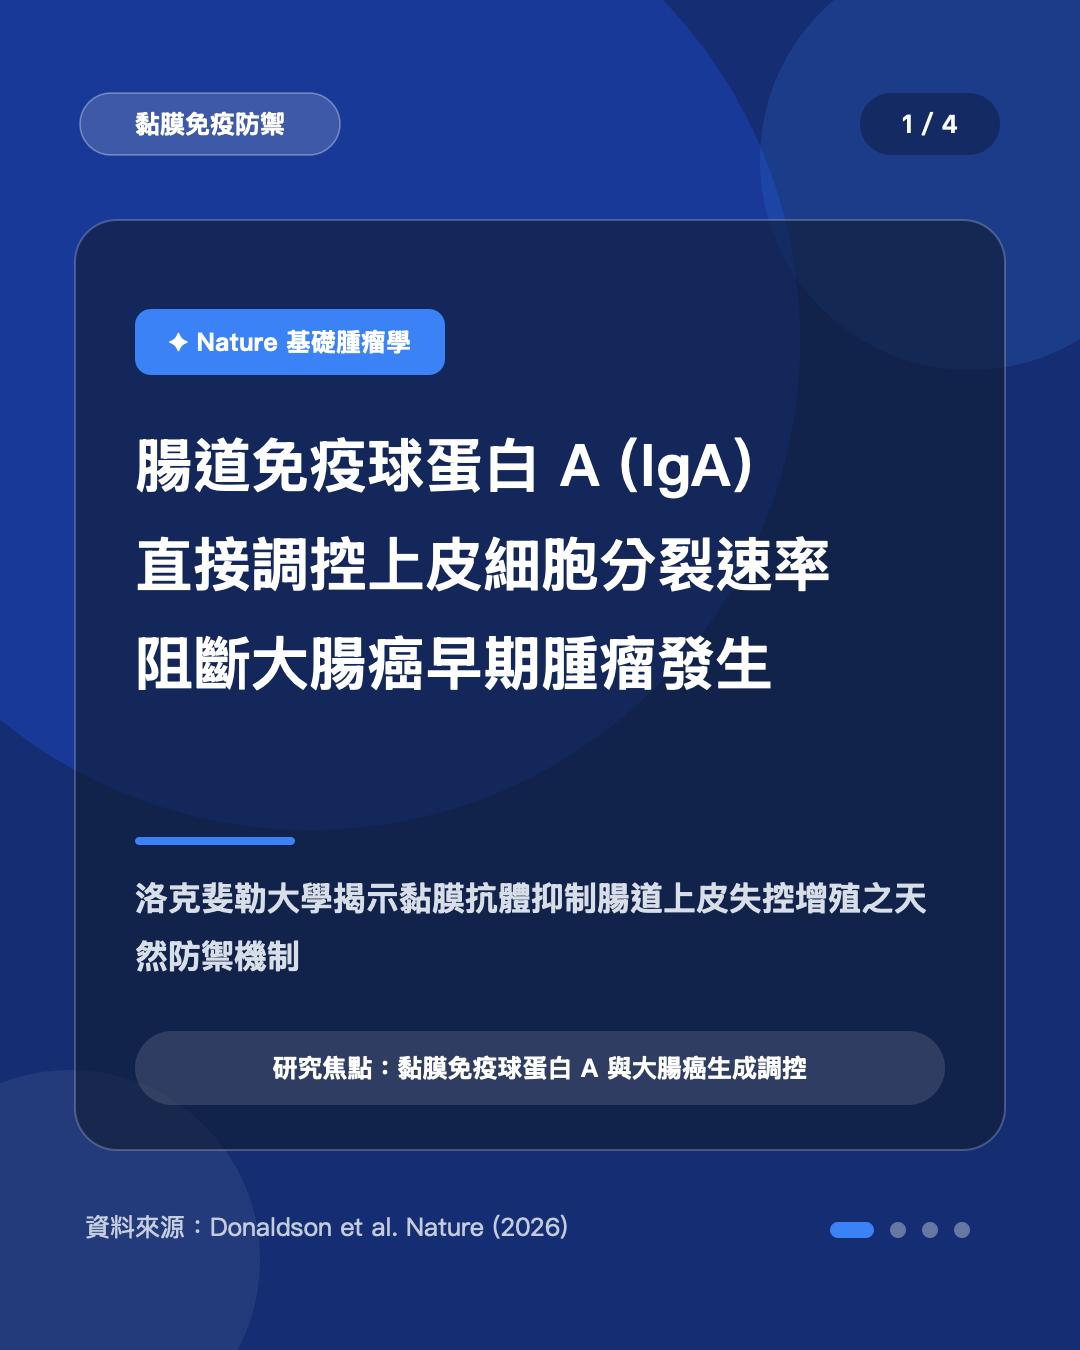 黏膜免疫防禦
1 / 4
✦ Nature 基礎腫瘤學
腸道免疫球蛋白 A (IgA)
直接調控上皮細胞分裂速率
阻斷大腸癌早期腫瘤發生
洛克斐勒大學揭示黏膜抗體抑制腸道上皮失控增殖之天
然防禦機制
研究焦點：黏膜免疫球蛋白 A 與大腸癌生成調控
資料來源：Donaldson et al. Nature (2026)